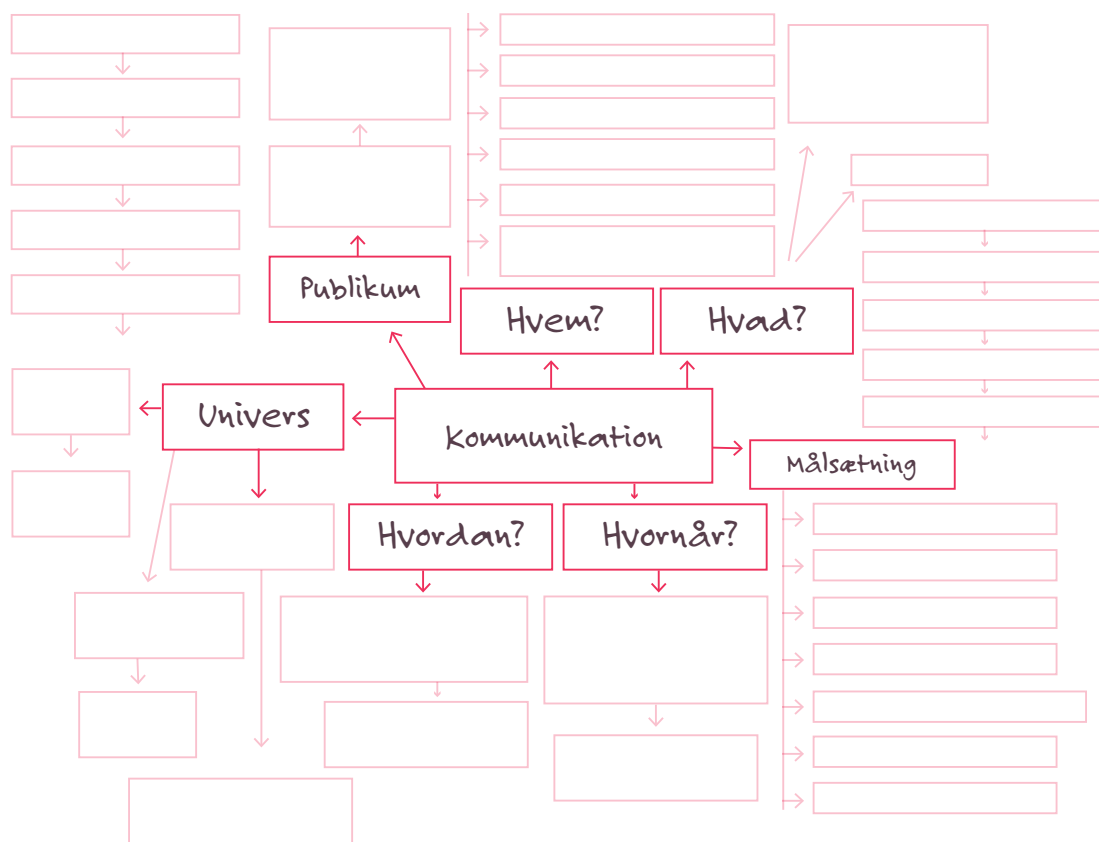 Publikum
Hvem?
Hvad?
Univers
Kommunikation
Målsætning
Hvordan?
Hvornår?